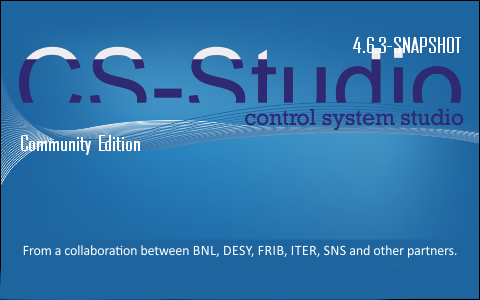 4.6.3-SNAPSHOT
CS-Studio
control system studio
Community Edition
From a collaboration between BNL, DESY, FRIB, ITER, SNS and other partners.